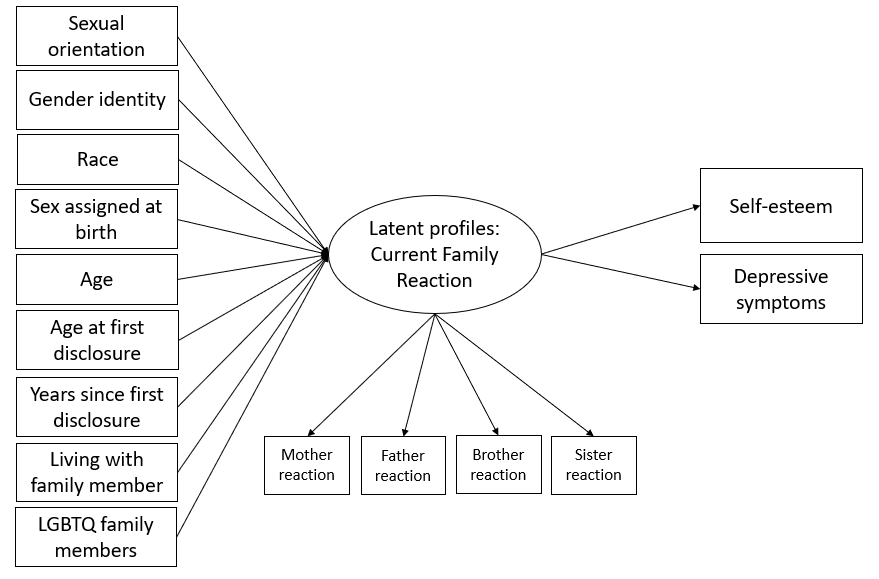 Sexual
orientation
Gender identity
Race
Sex assigned at
birth
Age
Age at first
disclosure
Years since first
disclosure
Living with
family member
LGBTQ family
members
Latent profiles:
Current Family
Reaction
Mother
reaction
Father
reaction
Brother
reaction
Sister
reaction
Self-esteem
Depressive
symptoms